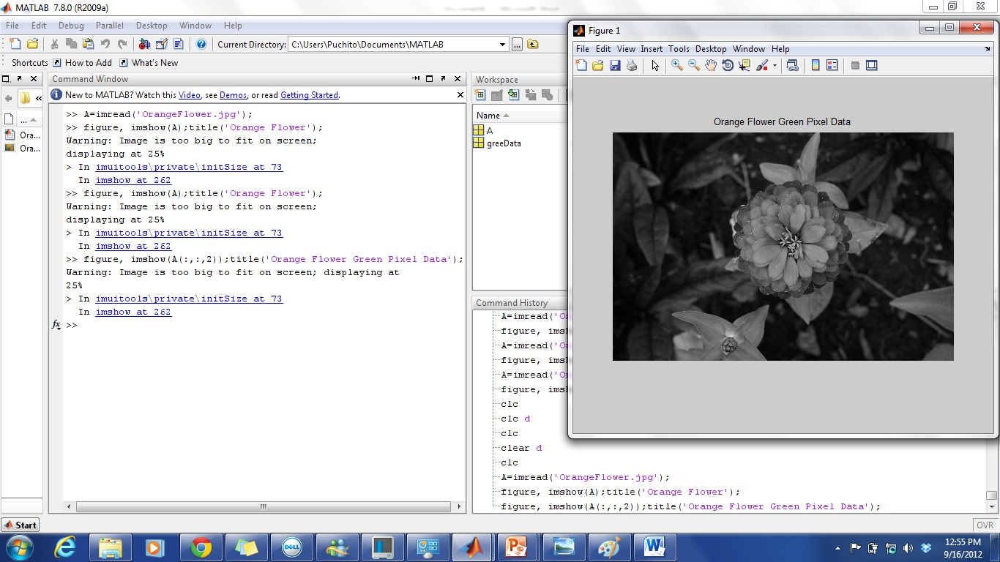 MATLAB 7.8.0 (R2009a)
File Edit Debug Parallel Desktop Window Help
Current Directory: C:\Users\Puchito\Documents\MATLAB
Shortcuts How to Add What's New
Command Window
New to MATLAB? Watch this Video, see Demos, or read Getting Started.
... 
Ora...
Ora...
>> A=imread('OrangeFlower.jpg');
>> figure, imshow(A);title('Orange Flower');
Warning: Image is too big to fit on screen;
displaying at 25%
> In imuitools\private\initSize at 73
In imshow at 262
>> figure, imshow(A);title('Orange Flower');
Warning: Image is too big to fit on screen;
displaying at 25%
> In imuitools\private\initSize at 73
In imshow at 262
>> figure, imshow(A(:,:,2));title('Orange Flower Green Pixel Data');
Warning: Image is too big to fit on screen; displaying at
25%
> In imuitools\private\initSize at 73
In imshow at 262
fx >>
Workspace
Name
A
greeData
Command History
A=imread('Or
figure, imsh
A=imread('Or
figure, imsh
A=imread('Or
figure, imsh
clc
clc d
clc
clear d
clc
A=imread('OrangeFlower.jpg');
figure, imshow(A);title('Orange Flower');
figure, imshow(A(:,:,2));title('Orange Flower Green Pixel Data');
Figure 1
File Edit View Insert Tools Desktop Window Help
Orange Flower Green Pixel Data
Start
OVR
DELL
12:55 PM
9/16/2012